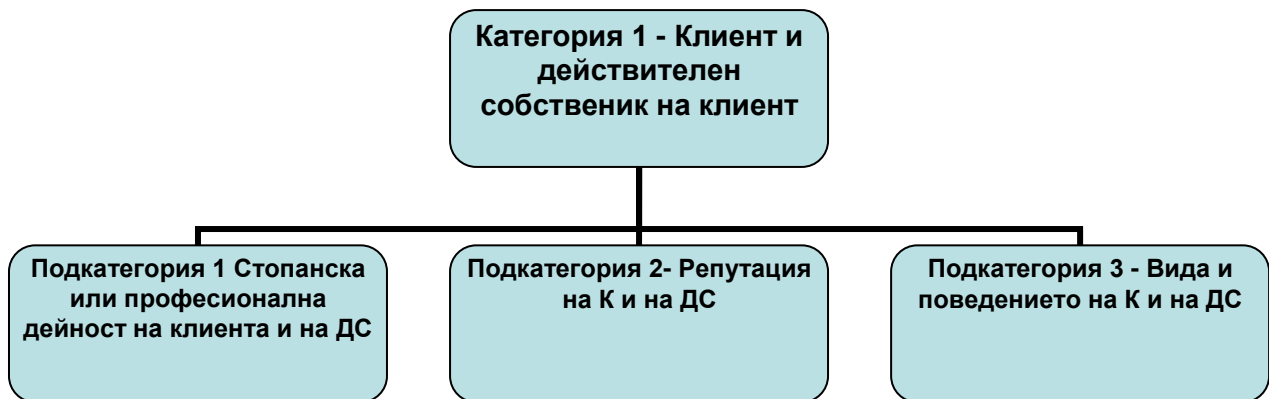 Категория 1 - Клиент и
действителен
собственик на клиент
Подкатегория 1 Стопанска
или професионална
дейност на клиента и на ДС
Подкатегория 2- Репутация
на К и на ДС
Подкатегория 3 - Вида и
поведението на К и на ДС